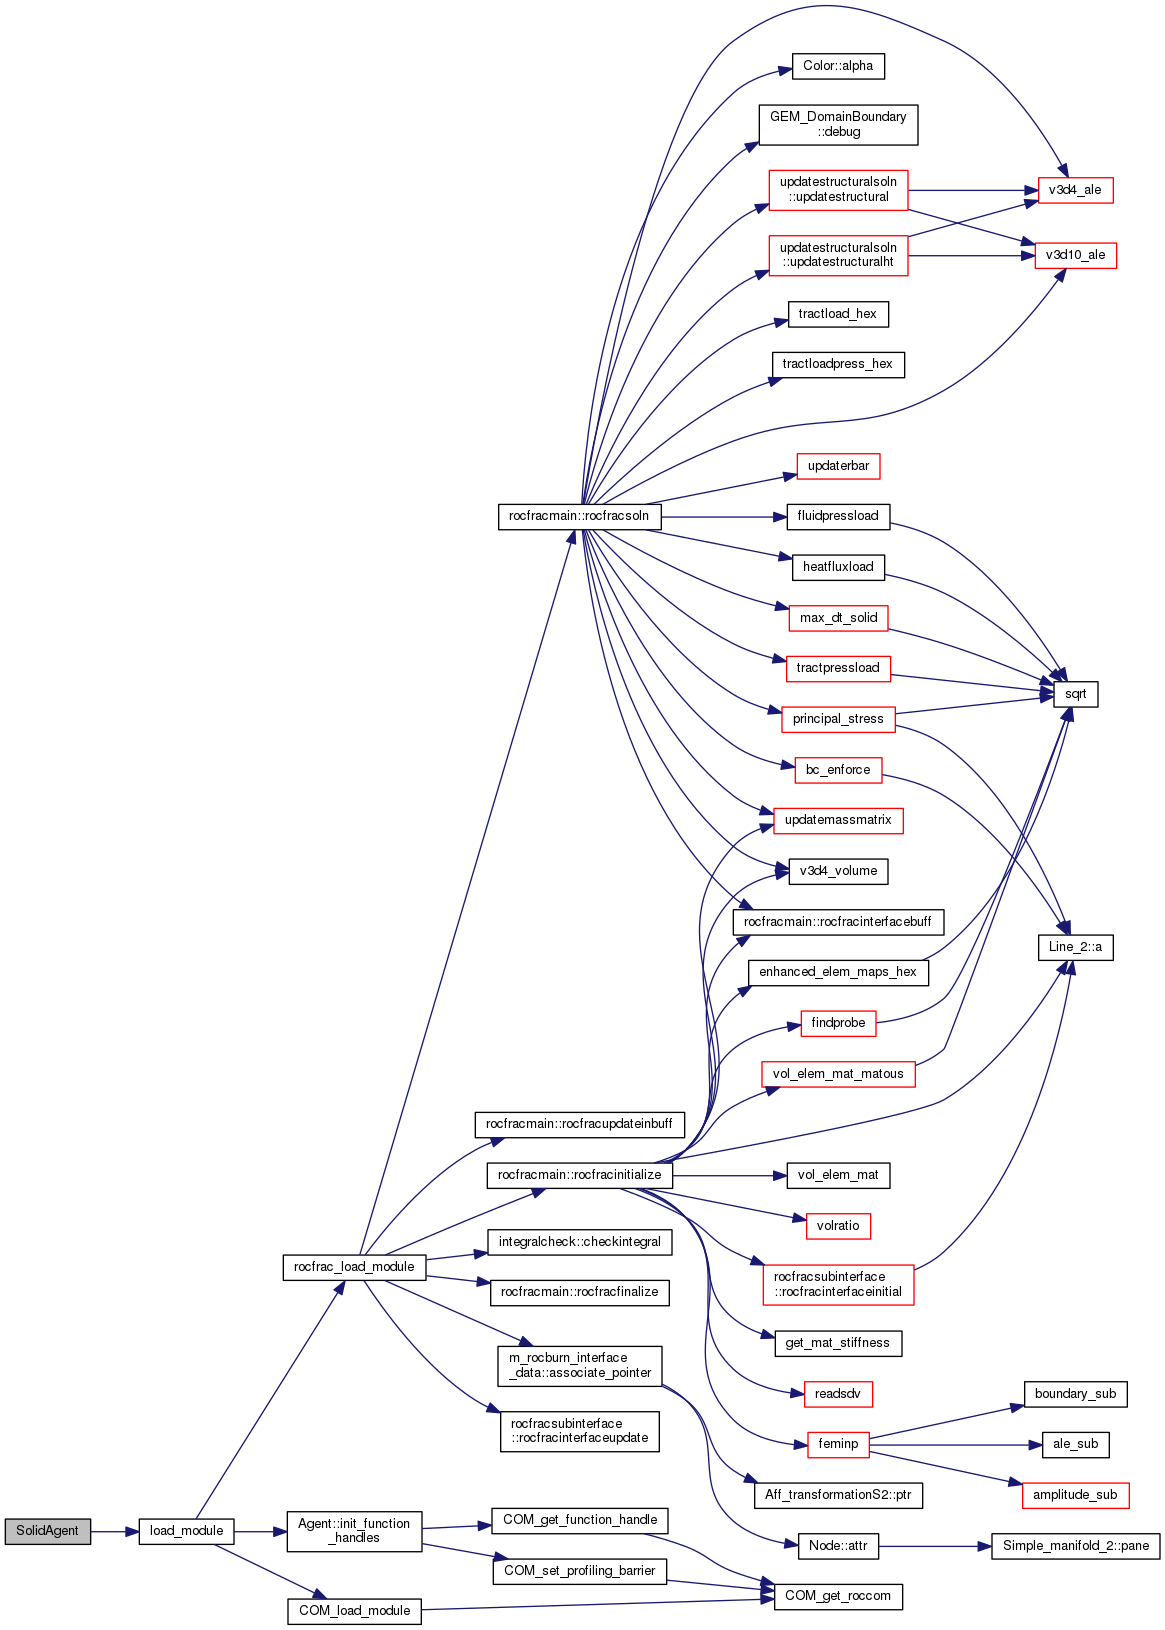 Color::alpha
GEM_DomainBoundary
::debug
updatestructuralsoln
::updatestructural
v3d4_ale
updatestructuralsoln
::updatestructuralht
v3d10_ale
tractload_hex
tractloadpress_hex
updaterbar
rocfracmain::rocfracsoln
fluidpressload
heatfluxload
max_dt_solid
tractpressload
sqrt
principal_stress
bc_enforce
updatemassmatrix
v3d4_volume
rocfracmain::rocfracinterfacebuff
Line_2::a
enhanced_elem_maps_hex
findprobe
vol_elem_mat_matous
rocfracmain::rocfracupdateinbuff
rocfracmain::rocfracinitialize
vol_elem_mat
volratio
integralcheck::checkintegral
rocfrac_load_module
rocfracsubinterface
::rocfracinterfaceinitial
rocfracmain::rocfracfinalize
get_mat_stiffness
m_rocburn_interface
_data::associate_pointer
readsdv
boundary_sub
rocfracsubinterface
::rocfracinterfaceupdate
feminp
ale_sub
Aff_transformationS2::ptr
amplitude_sub
SolidAgent
load_module
Agent::init_function
_handles
COM_get_function_handle
Node::attr
Simple_manifold_2::pane
COM_set_profiling_barrier
COM_get_roccom
COM_load_module